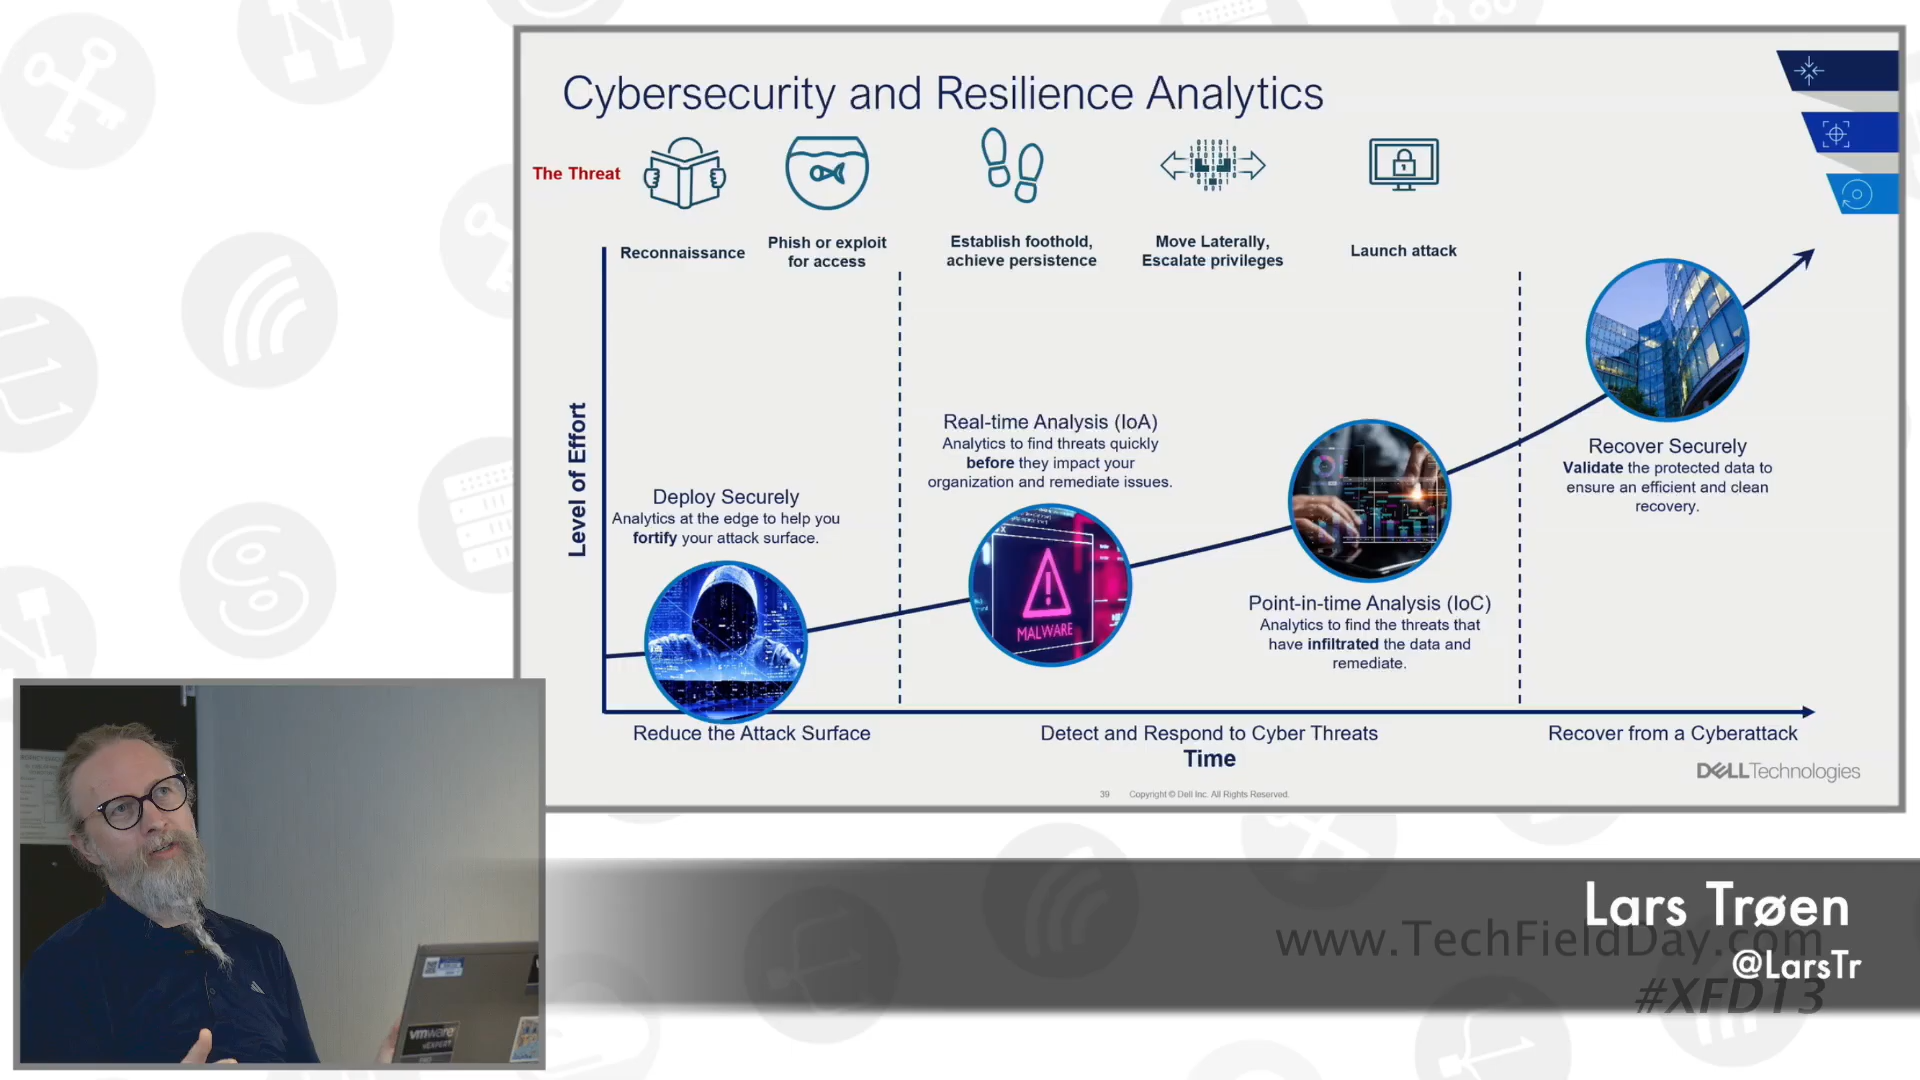 Cybersecurity and Resilience Analytics
The Threat
Reconnaissance
Phish or exploit
for access
Establish foothold,
achieve persistence
Move Laterally,
Escalate privileges
Launch attack
Level of Effort
Deploy Securely
Analytics at the edge to help you
fortify your attack surface.
Real-time Analysis (IoA)
Analytics to find threats quickly
before they impact your
organization and remediate issues.
MALWARE
Point-in-time Analysis (IoC)
Analytics to find the threats that
have infiltrated the data and
remediate.
Recover Securely
Validate the protected data to
ensure an efficient and clean
recovery.
Reduce the Attack Surface
Detect and Respond to Cyber Threats
Recover from a Cyberattack
Time
DELL Technologies
39 Copyright © Dell Inc. All Rights Reserved.
vmware
Lars Trøen
www.TechFieldDay.com
@LarsTr
#XFD13